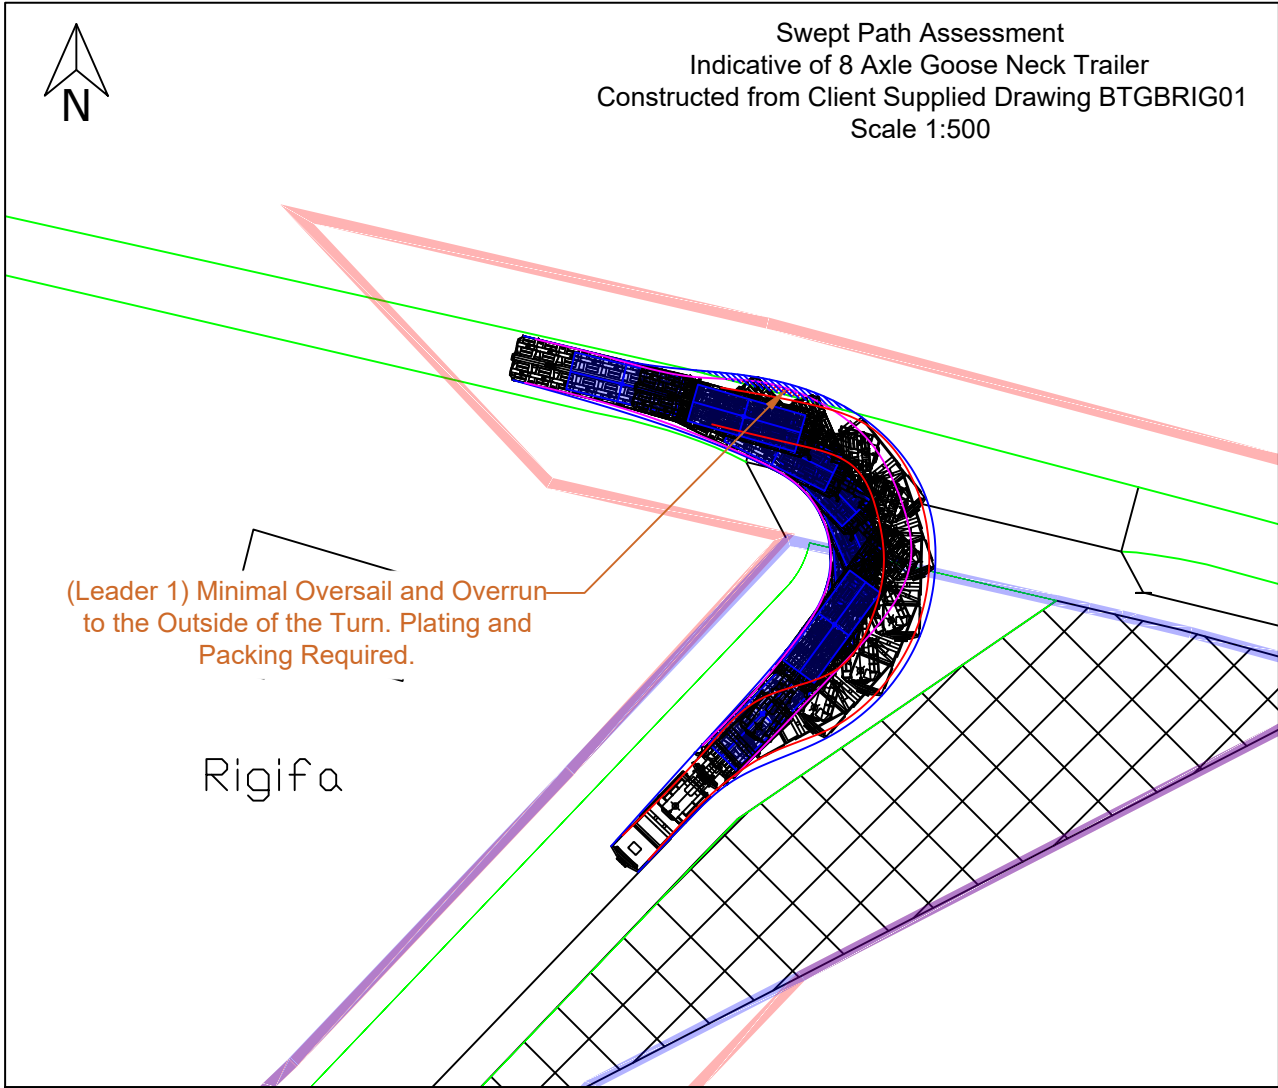 Swept Path Assessment
Indicative of 8 Axle Goose Neck Trailer
Constructed from Client Supplied Drawing BTGBRIG01
Scale 1:500
N
(Leader 1) Minimal Oversail and Overrun
to the Outside of the Turn. Plating and
Packing Required.
Rigifa